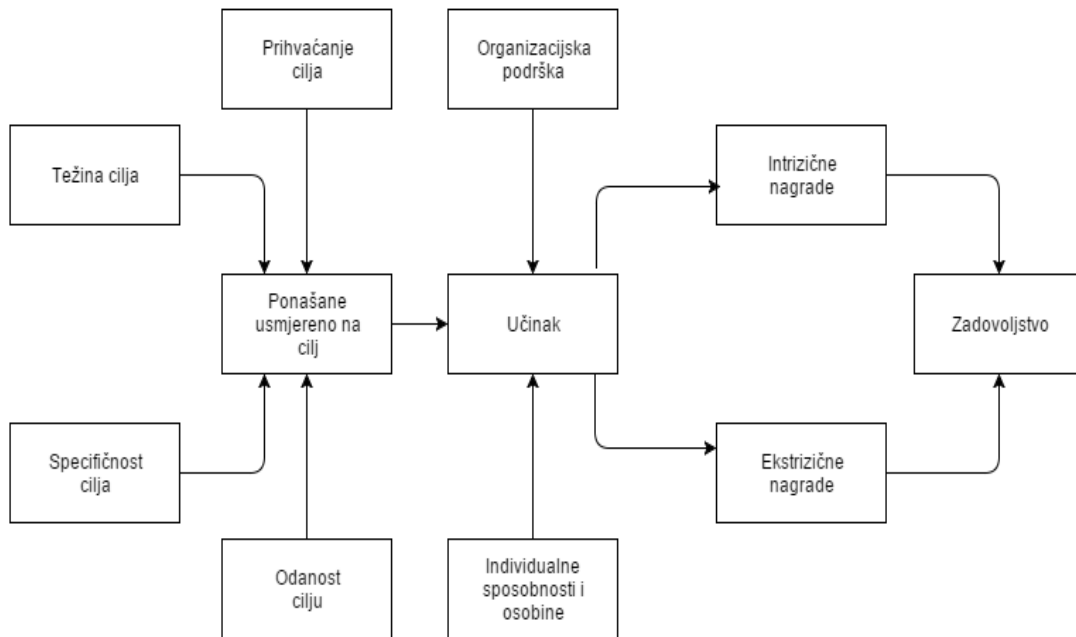 Prihvaćanje
cilja
Organizacijska
podrška
Težina cilja
Intrizične
nagrade
Ponašane
usmjereno na
cilj
Učinak
Zadovoljstvo
Specifičnost
cilja
Ekstrizične
nagrade
Odanost
cilju
Individualne
sposobnosti i
osobine